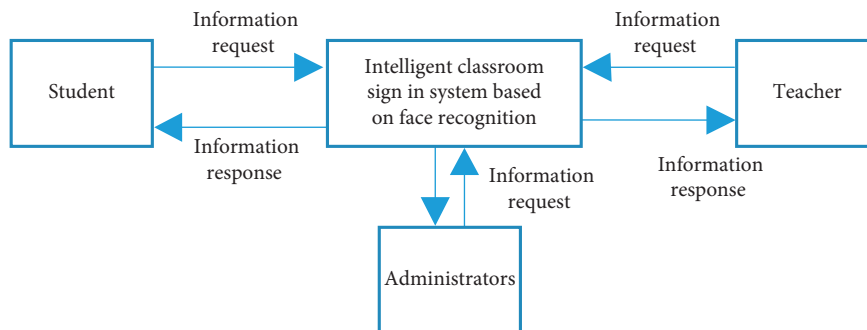 Information
request
Information
request
Student
Intelligent classroom
sign in system based
on face recognition
Teacher
Information
response
Information
request
Information
response
Administrators